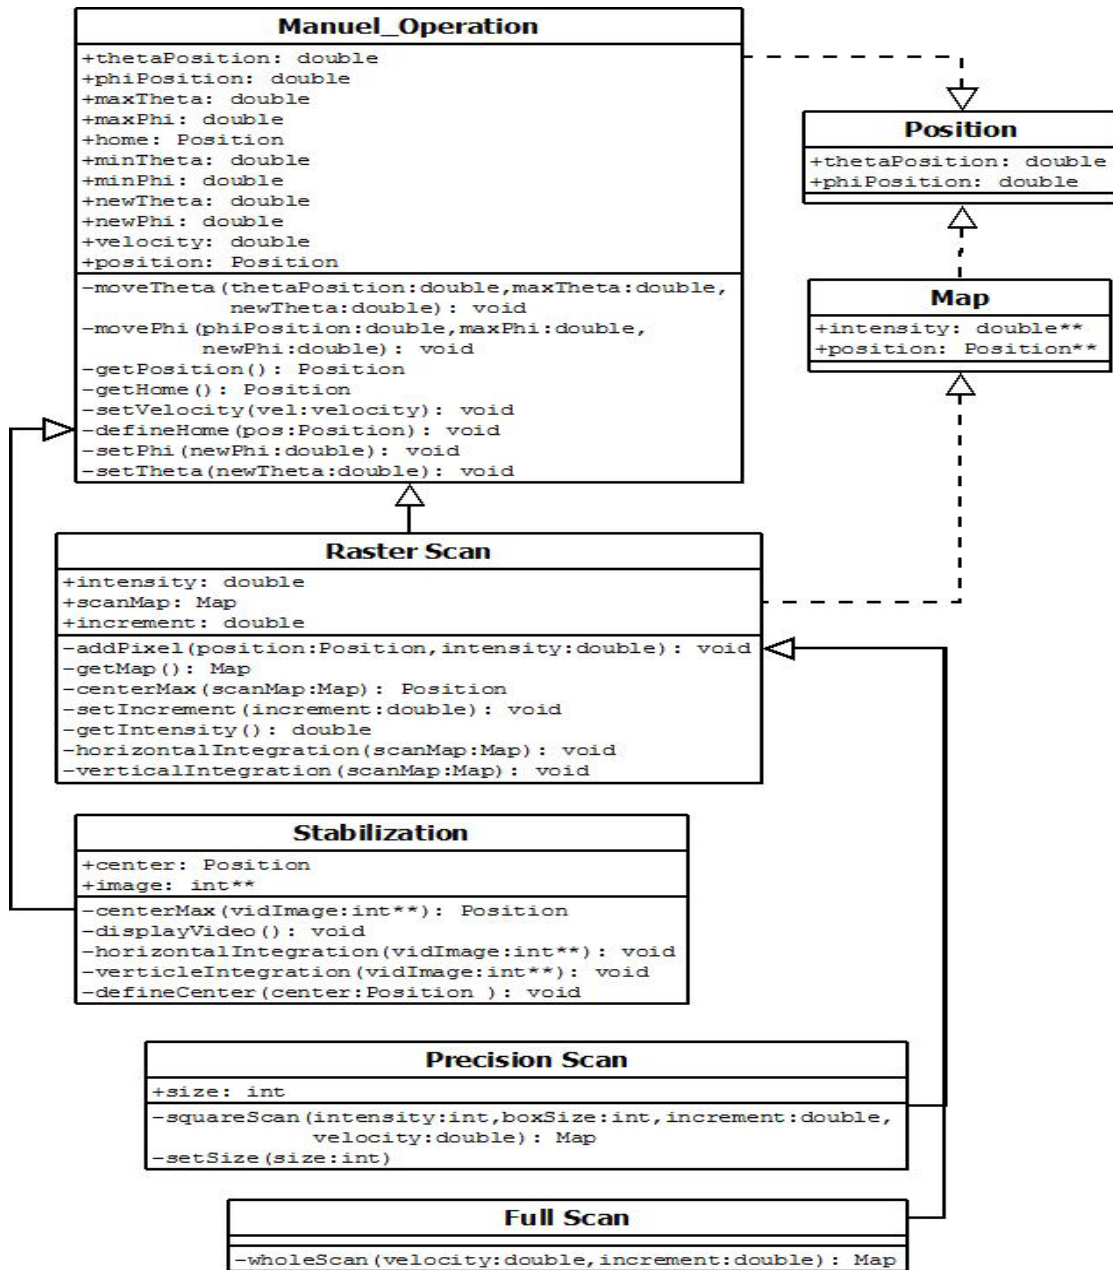 Manuel_Operation
+thetaPosition: double
+phiPosition: double
+maxTheta: double
+maxPhi: double
+home: Position
+minTheta: double
+minPhi: double
+newTheta: double
+newPhi: double
+velocity: double
+position: Position
-moveTheta(thetaPosition:double,maxTheta:double,
newTheta:double): void
-movePhi(phiPosition:double,maxPhi:double,
newPhi:double): void
-getPosition(): Position
-getHome(): Position
-setVelocity(vel:velocity): void
-defineHome(pos:Position): void
-setPhi(newPhi:double): void
-setTheta(newTheta:double): void
Position
+thetaPosition: double
+phiPosition: double
Map
+intensity: double**
+position: Position**
Raster Scan
+intensity: double
+scanMap: Map
+increment: double
-addPixel(position:Position,intensity:double): void
-getMap(): Map
-centerMax(scanMap:Map): Position
-setIncrement(increment:double): void
-getIntensity(): double
-horizontalIntegration(scanMap:Map): void
-verticalIntegration(scanMap:Map): void
Stabilization
+center: Position
+image: int**
-centerMax(vidImage:int**): Position
-displayVideo(): void
-horizontalIntegration(vidImage:int**): void
-verticleIntegration(vidImage:int**): void
-defineCenter(center:Position ): void
Precision Scan
+size: int
-squareScan(intensity:int,boxSize:int,increment:double,
velocity:double): Map
-setSize(size:int)
Full Scan
-wholeScan(velocity:double,increment:double): Map